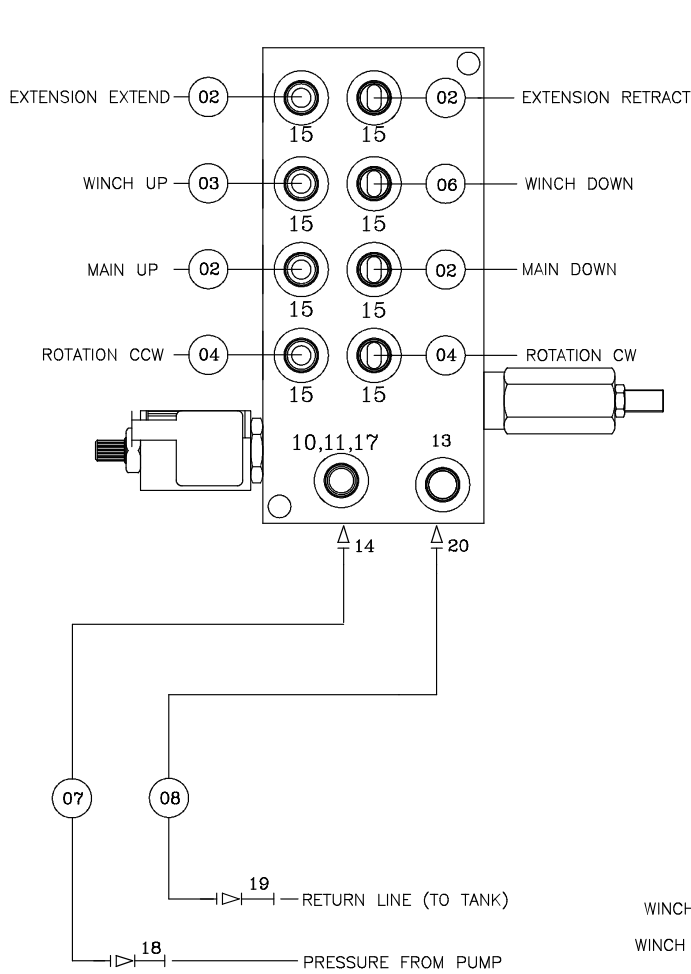 EXTENSION EXTEND 02 02 EXTENSION RETRACT
15 15
WINCH UP 03 06 WINCH DOWN
15 15
MAIN UP 02 02 MAIN DOWN
15 15
ROTATION CCW 04 04 ROTATION CW
15 15
10,11,17 13
14 20
07 08
19
RETURN LINE (TO TANK)
WINCH
WINCH
18
PRESSURE FROM PUMP